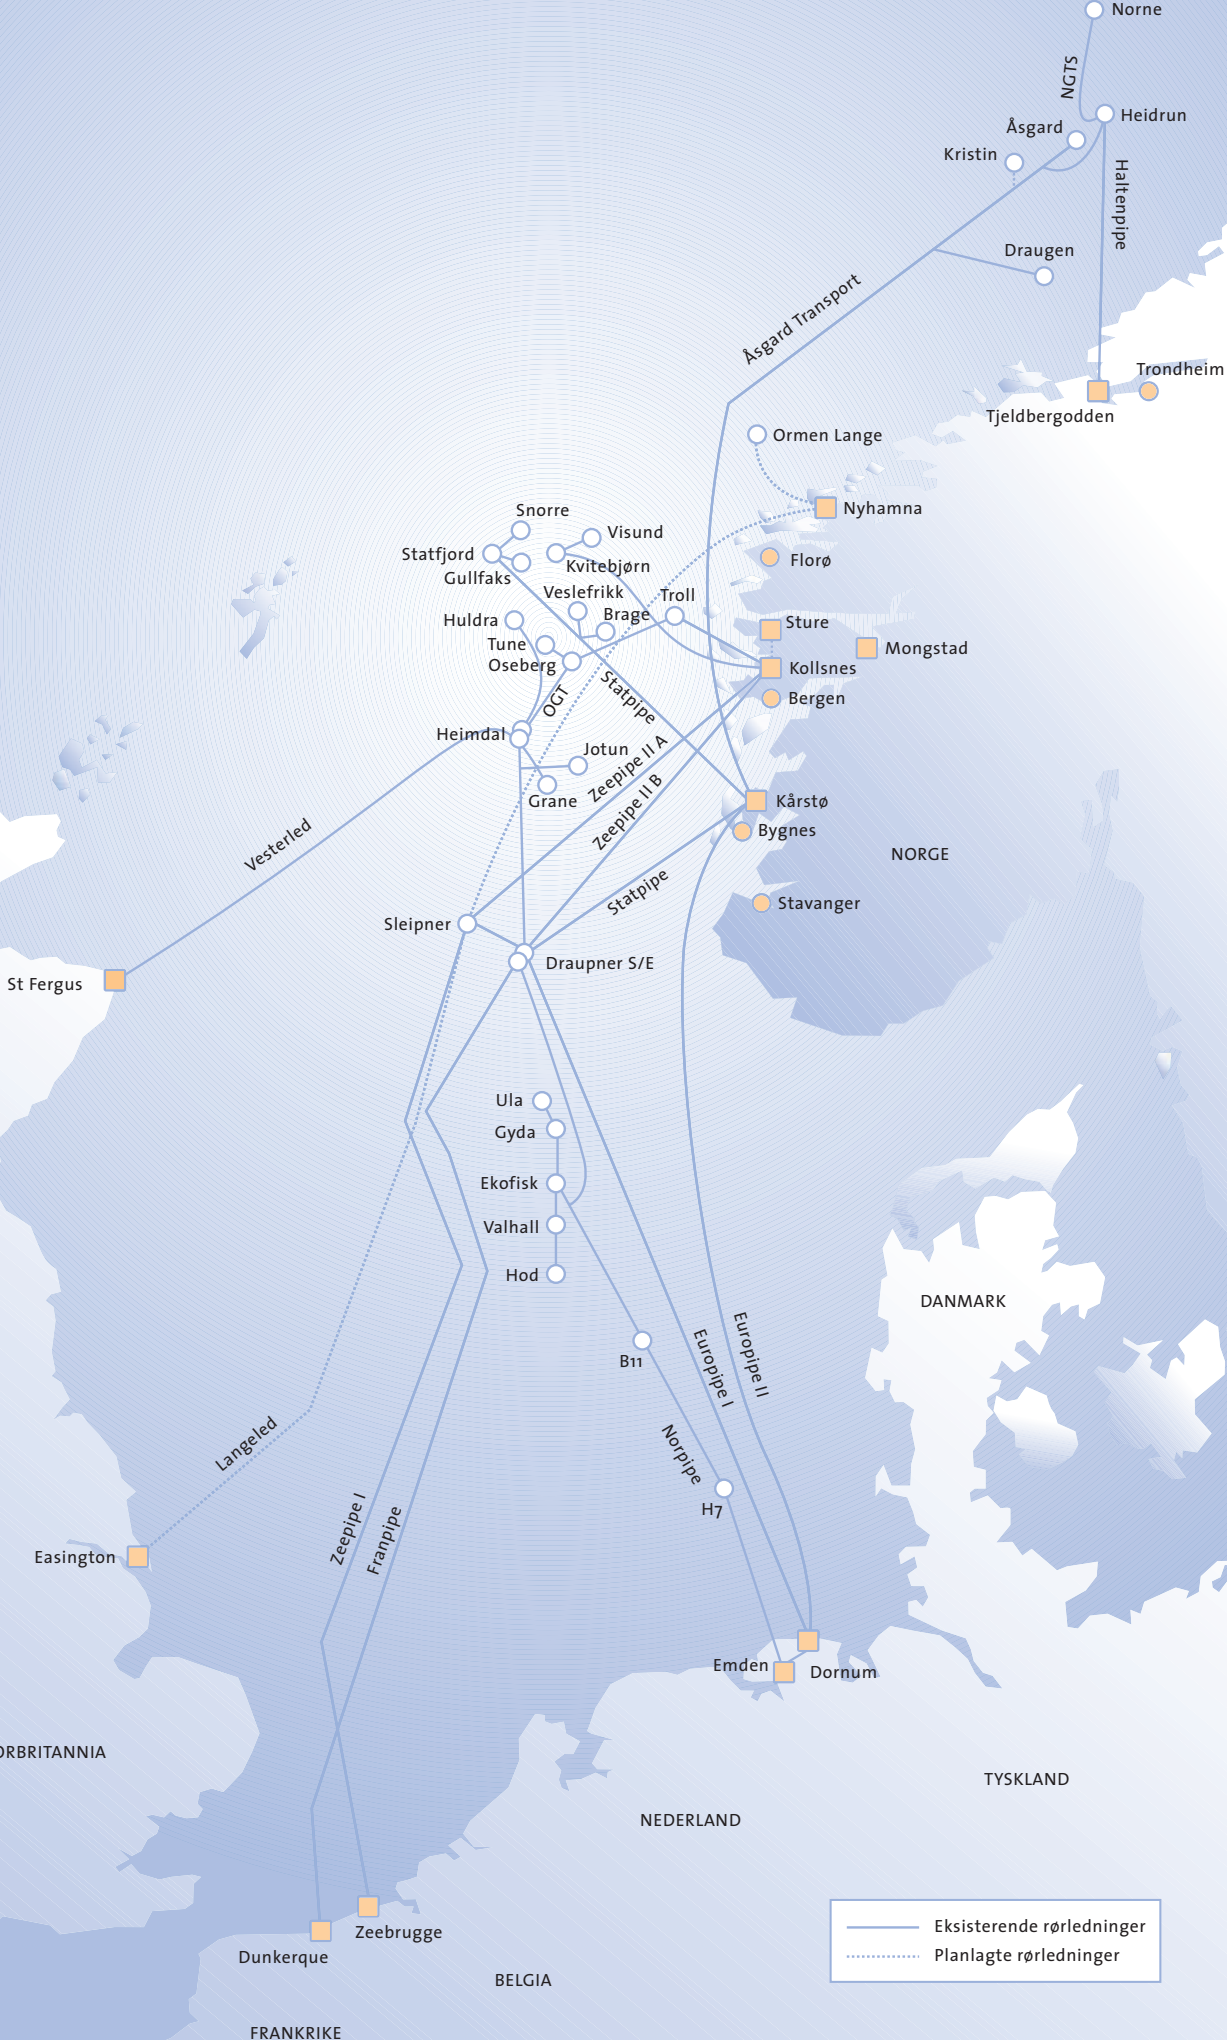 Norne
NGTS
Heidrun
Åsgard
Kristin
Haltenpipe
Draugen
Åsgard Transport
Trondheim
Tjeldbergodden
Ormen Lange
Nyhamna
Snorre
Visund
Statfjord
Florø
Kvitebjørn
Gullfaks
Veslefrikk
Troll
Brage
Huldra
Sture
Tune
Mongstad
Oseberg
Kollsnes
OGT
Statpipe
Bergen
Heimdal
Jotun
Zeepipe II A
Grane
Kårstø
Zeepipe II B
Bygnes
Vesterled
NORGE
Statpipe
Stavanger
Sleipner
Draupner S/E
St Fergus
Ula
Gyda
Ekofisk
Valhall
Hod
DANMARK
B11
Europipe I
Europipe II
Langeled
Norpipe
H7
Zeepipe I
Franpipe
Easington
Emden
Dornum
ORBRITANNIA
TYSKLAND
NEDERLAND
Eksisterende rørledninger
Zeebrugge
Planlagte rørledninger
Dunkerque
BELGIA
FRANKRIKE